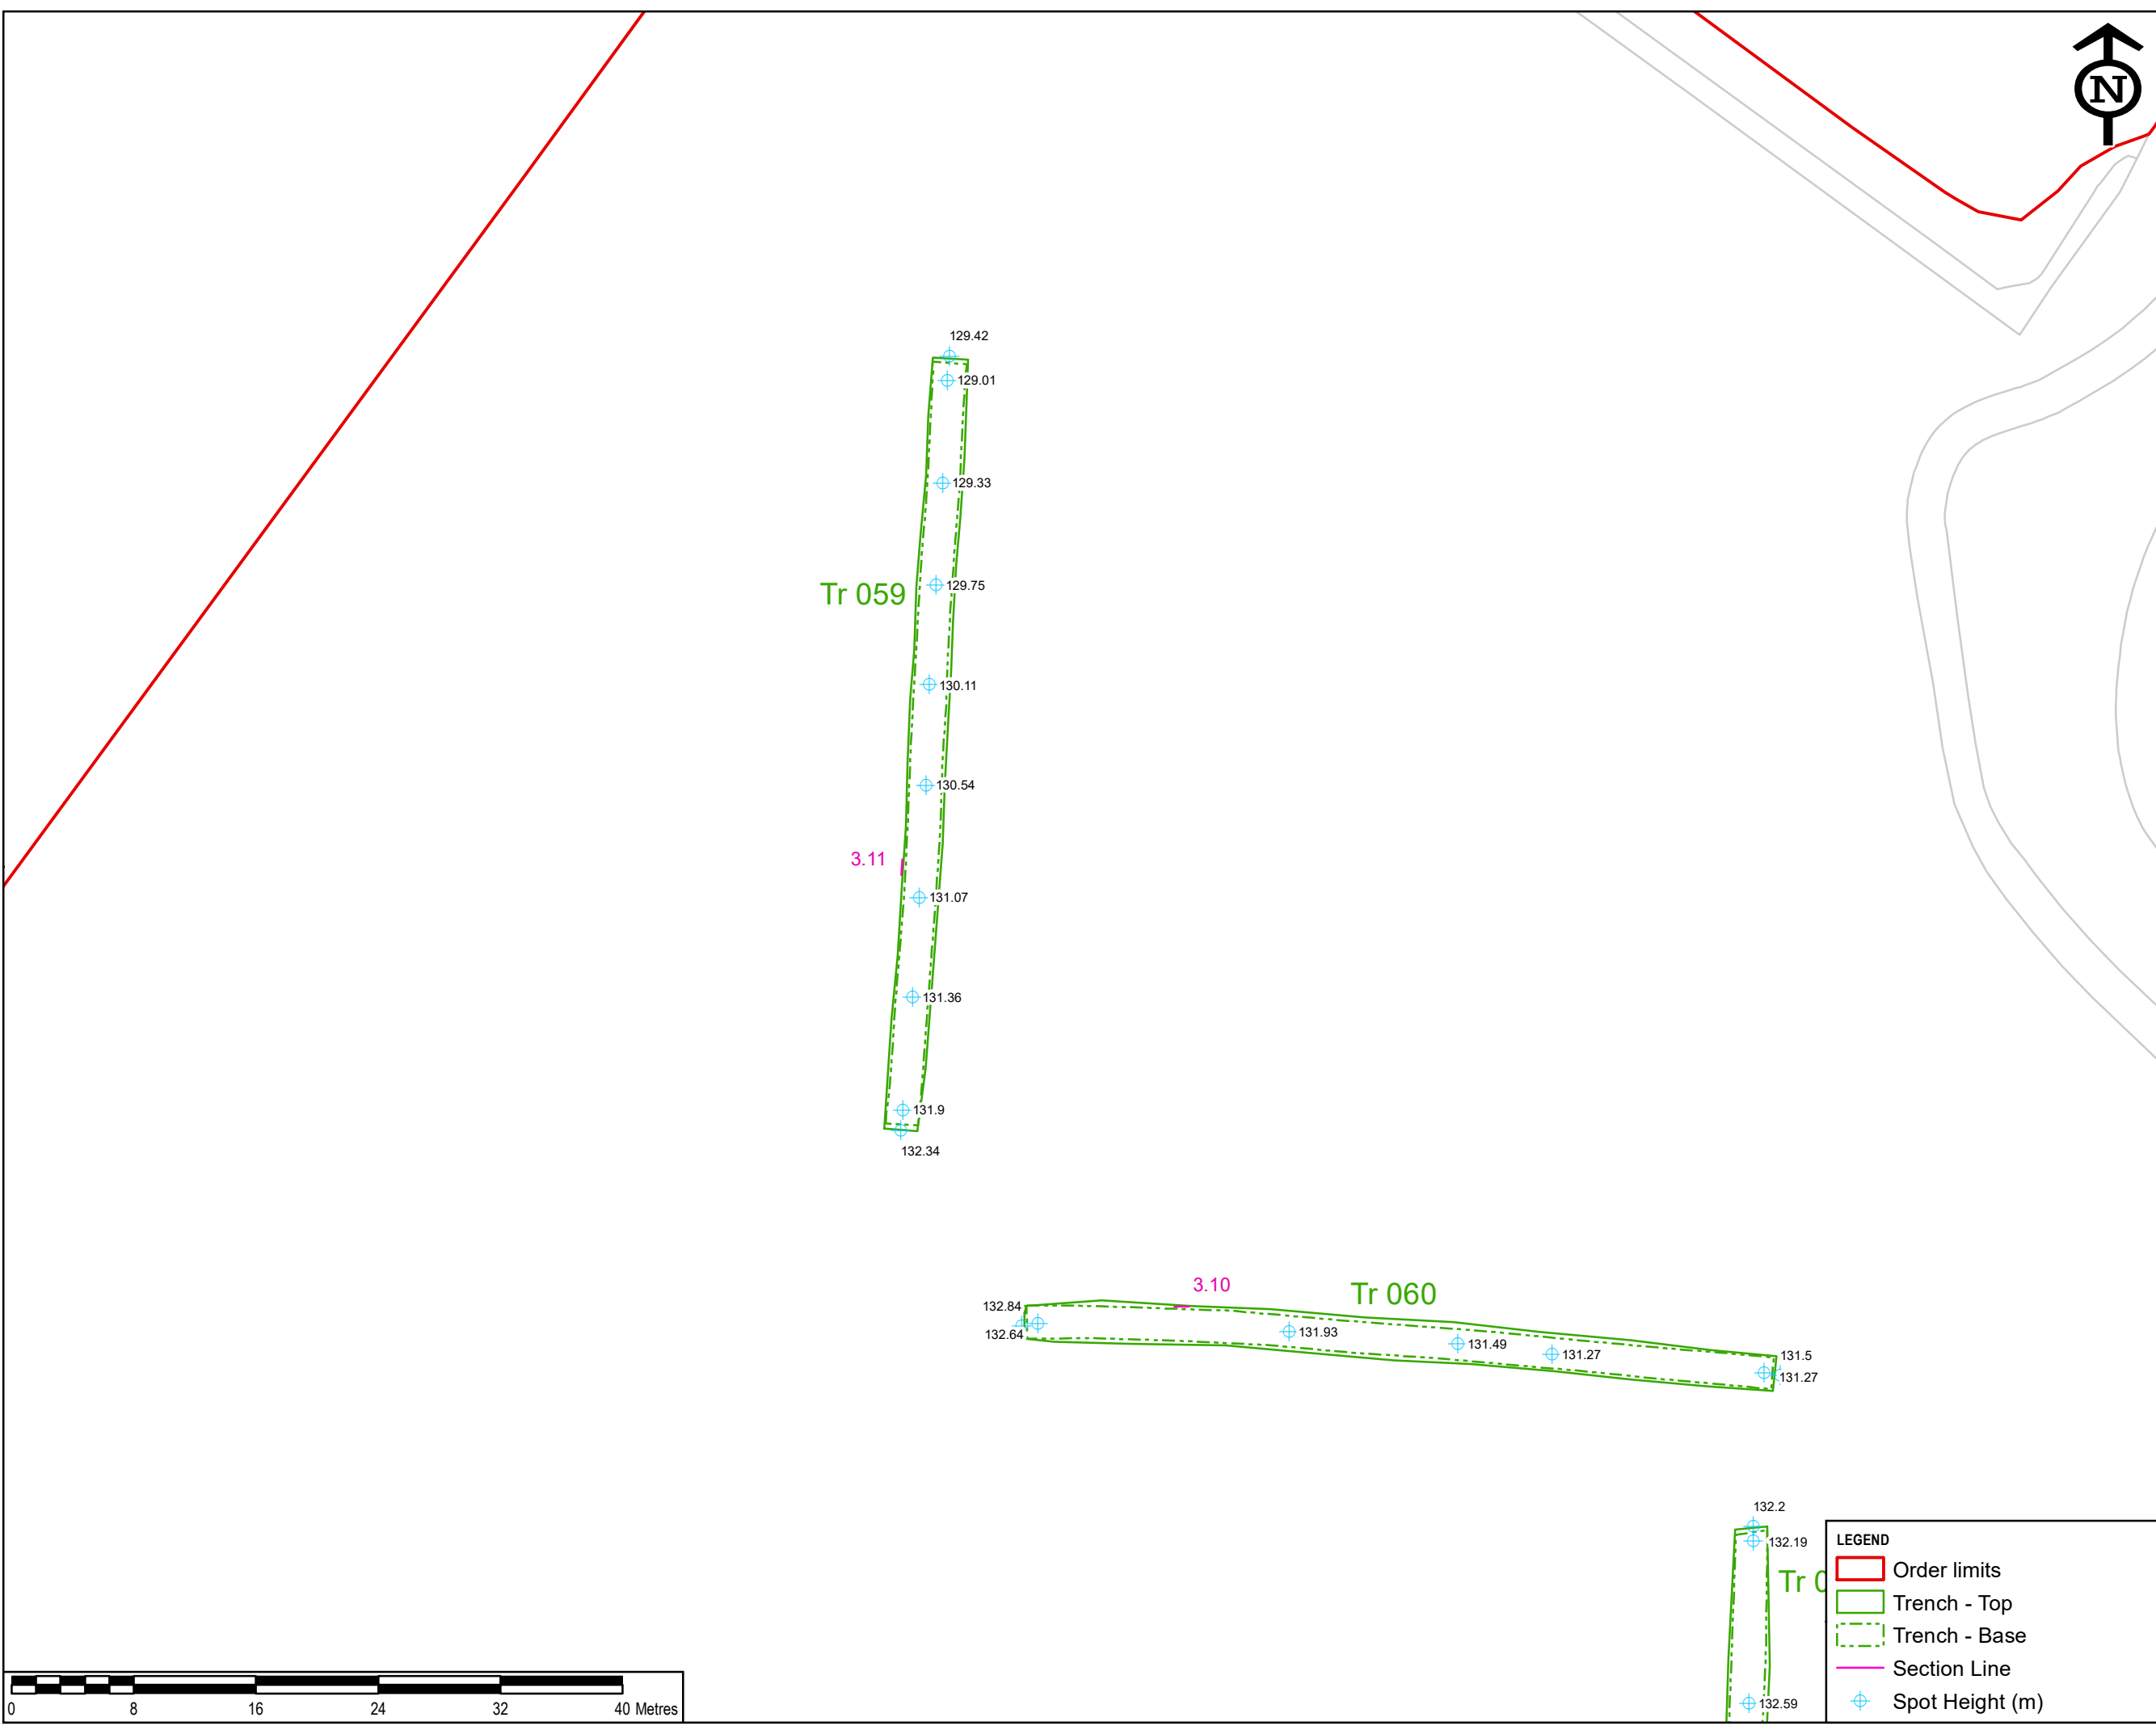 N
129.42
129.01
129.33
Tr 059
129.75
130.11
130.54
3.11
131.07
131.36
131.9
132.34
3.10
Tr 060
132.84
132.64
131.93
131.49
131.27
131.5
131.27
132.2
132.19
Tr 0
132.59
LEGEND
Order limits
Trench - Top
Trench - Base
Section Line
Spot Height (m)
0 8 16 24 32 40 Metres